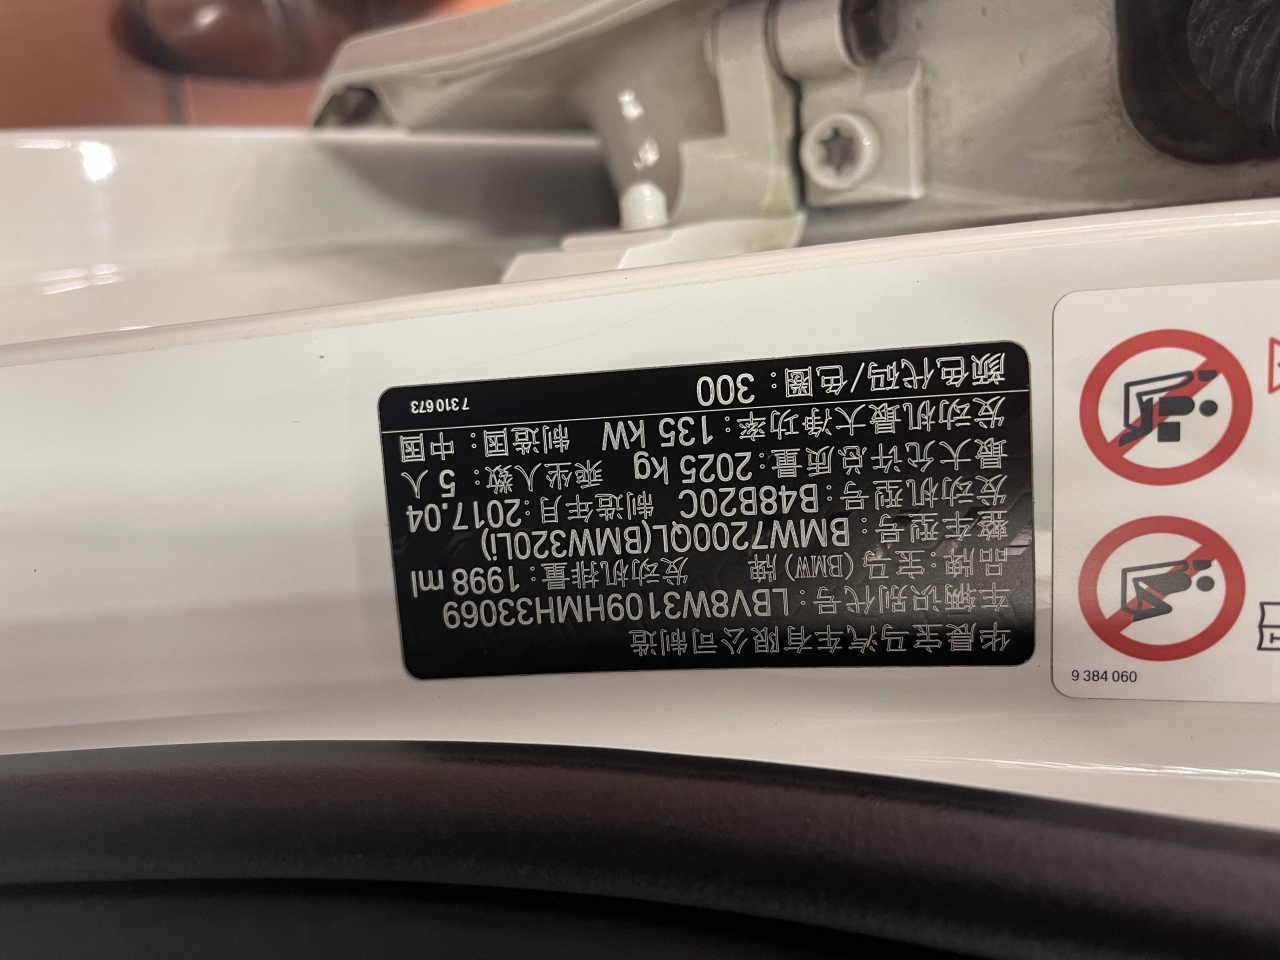 华晨宝马汽车有限公司制造
车辆识别代号：LBV8W3109HMH33069
品牌：宝马(BMW)牌 发动机排量：1998 ml
整车型号：BMW7200QL(BMW320Li)
发动机型号：B48B20C 制造年月：2017.04
最大允许总质量：2025 kg 乘坐人数：5 人
发动机最大净功率：135 kW 制造国：中国
颜色代码/色圈：300
7310673
9 384 060